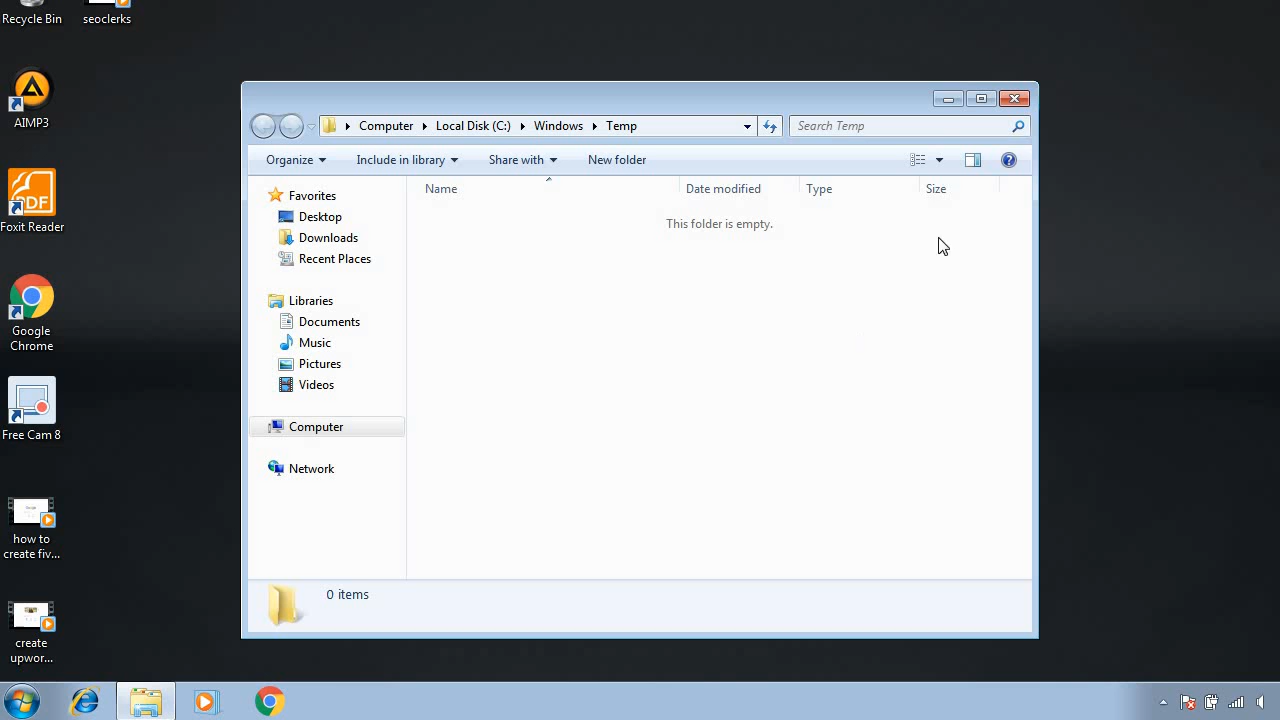 Recycle Bin
seoclerks
AIMP3
PDF
Foxit Reader
Google
Chrome
Free Cam 8
how to
create fiv...
create
upwor...
Computer
Local Disk (C:)
Windows
Temp
Search Temp
Organize
Include in library
Share with
New folder
Favorites
Desktop
Downloads
Recent Places
Libraries
Documents
Music
Pictures
Videos
Computer
Network
Name
Date modified
Type
Size
This folder is empty.
0 items